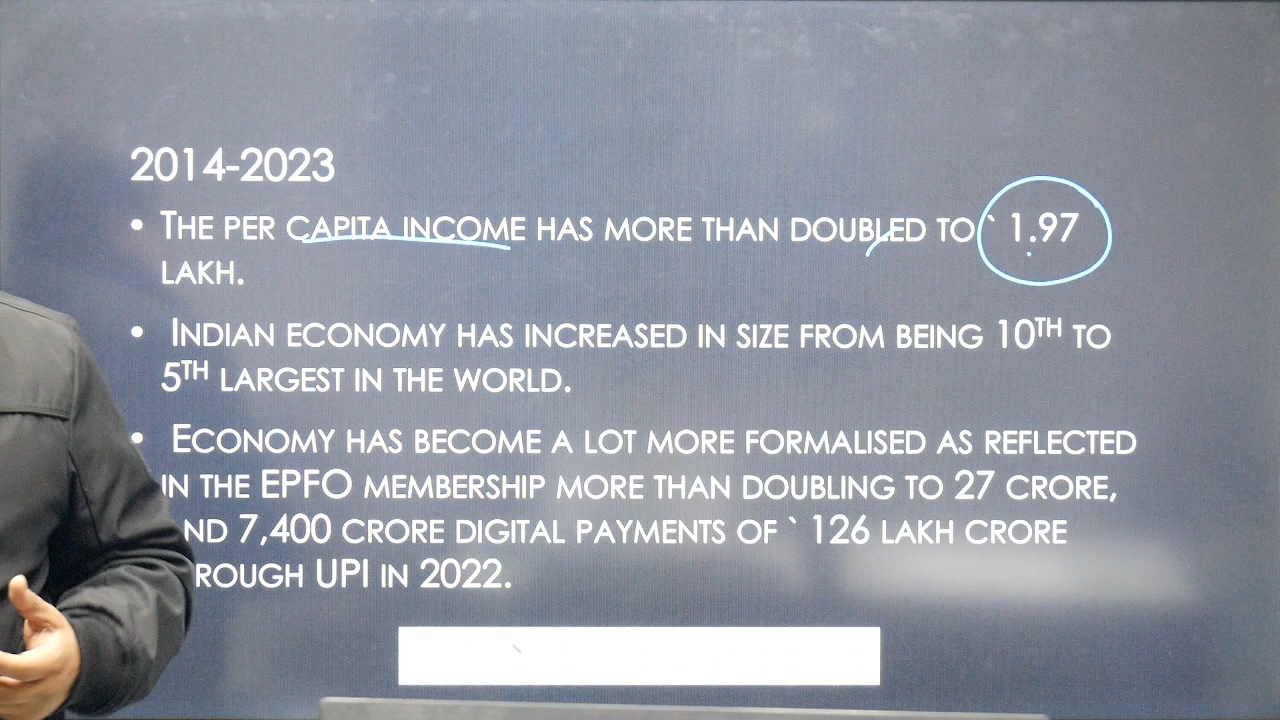 2014-2023
• THE PER CAPITA INCOME HAS MORE THAN DOUBLED TO ` 1.97
LAKH.
• INDIAN ECONOMY HAS INCREASED IN SIZE FROM BEING 10TH TO
5TH LARGEST IN THE WORLD.
• ECONOMY HAS BECOME A LOT MORE FORMALISED AS REFLECTED
IN THE EPFO MEMBERSHIP MORE THAN DOUBLING TO 27 CRORE,
ND 7,400 CRORE DIGITAL PAYMENTS OF ` 126 LAKH CRORE
ROUGH UPI IN 2022.